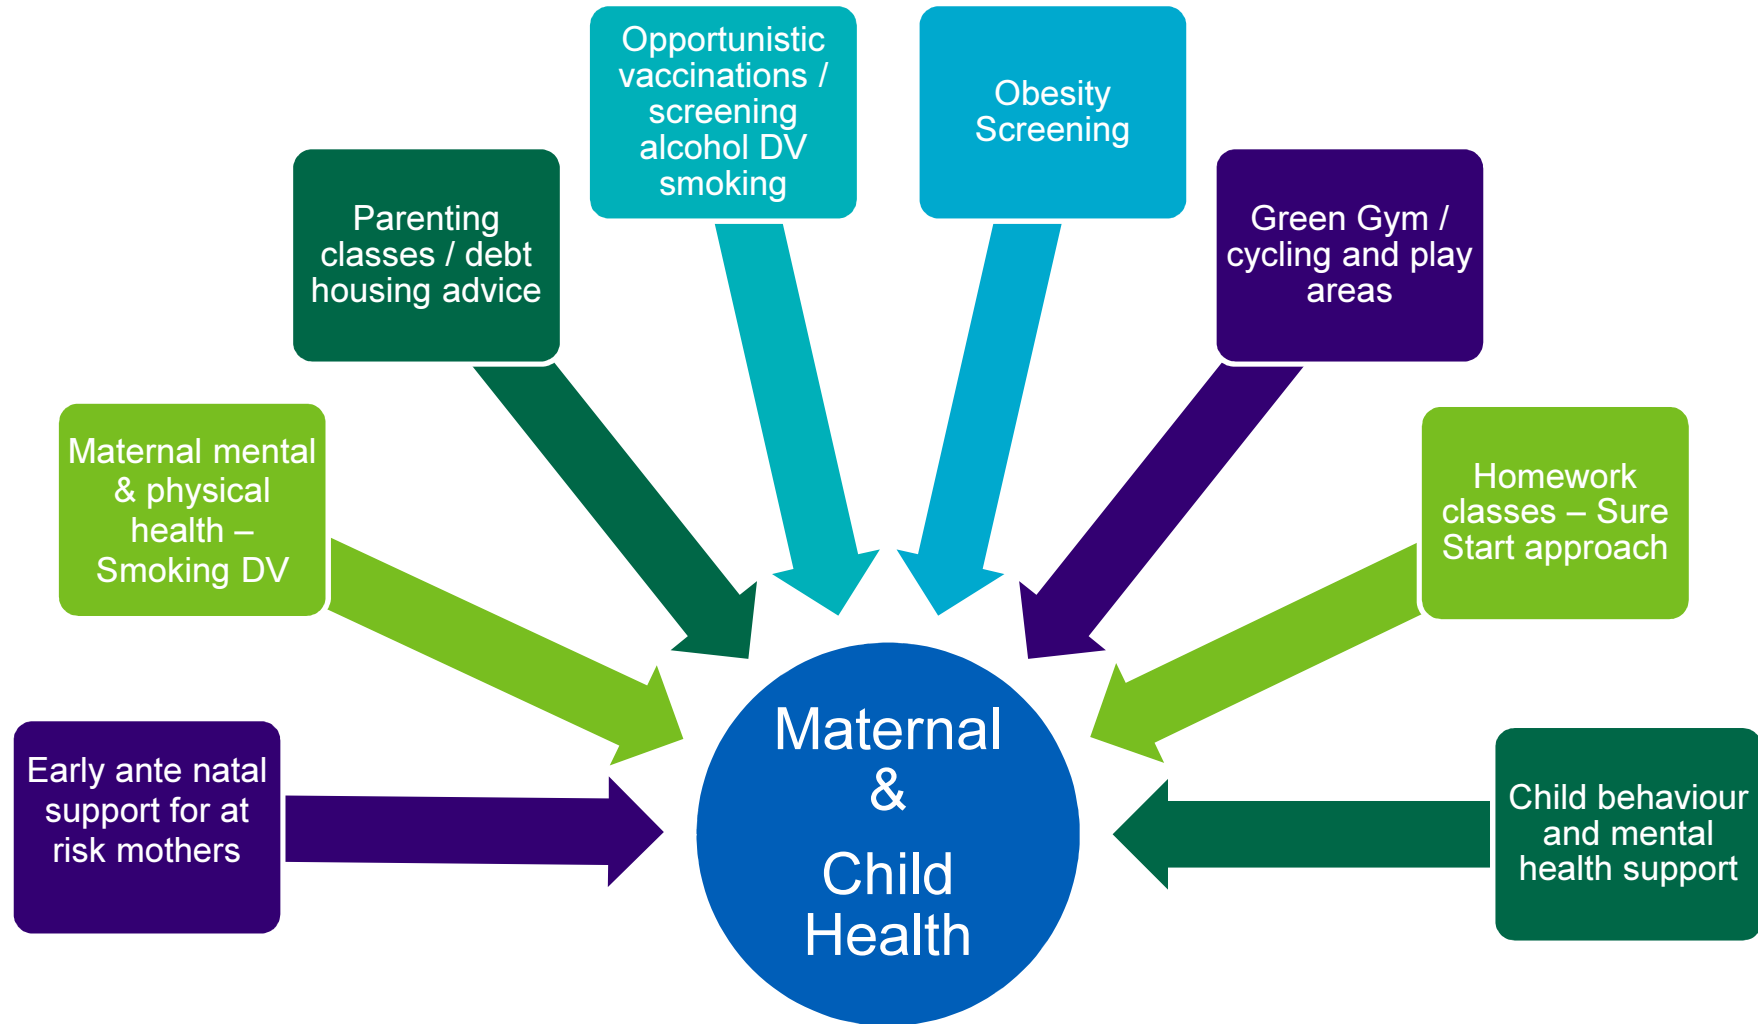 Opportunistic
vaccinations /
screening
alcohol DV
smoking
Obesity
Screening
Parenting
classes / debt
housing advice
Green Gym /
cycling and play
areas
Maternal mental
& physical
health –
Smoking DV
Homework
classes – Sure
Start approach
Early ante natal
support for at
risk mothers
Maternal
&
Child
Health
Child behaviour
and mental
health support